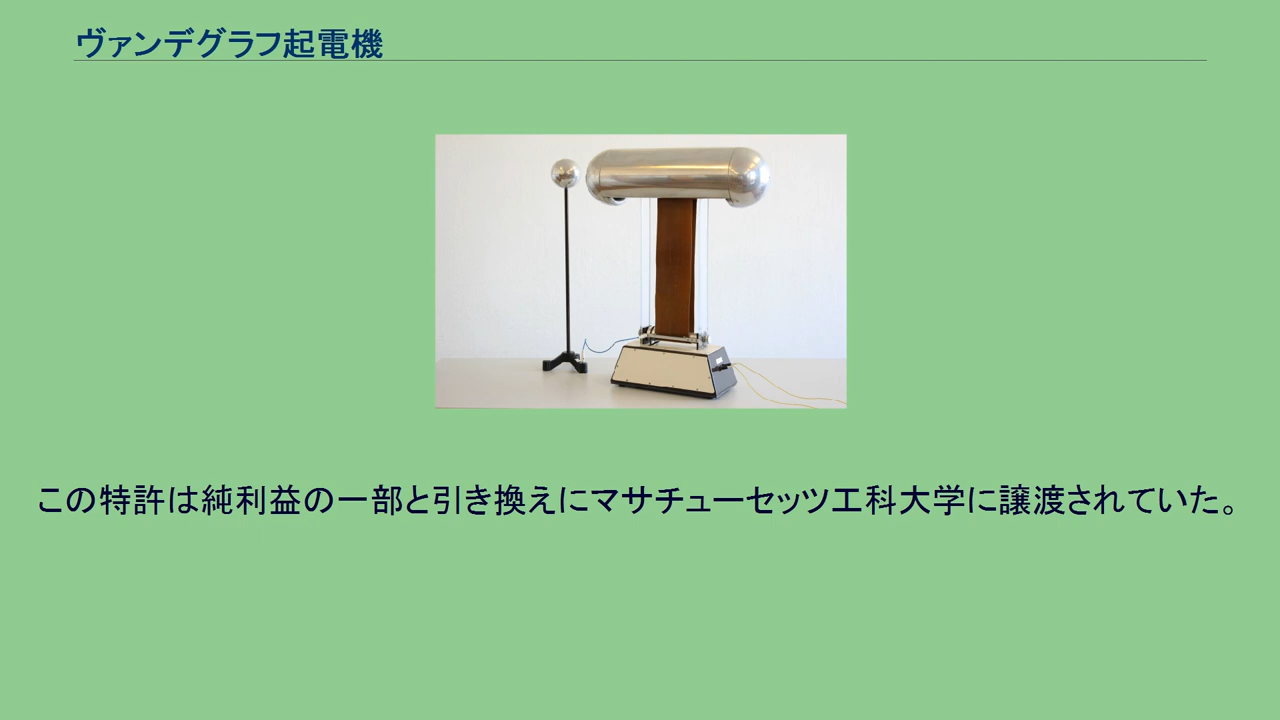 ヴァンデグラフ起電機
この特許は純利益の一部と引き換えにマサチューセッツ工科大学に譲渡されていた。